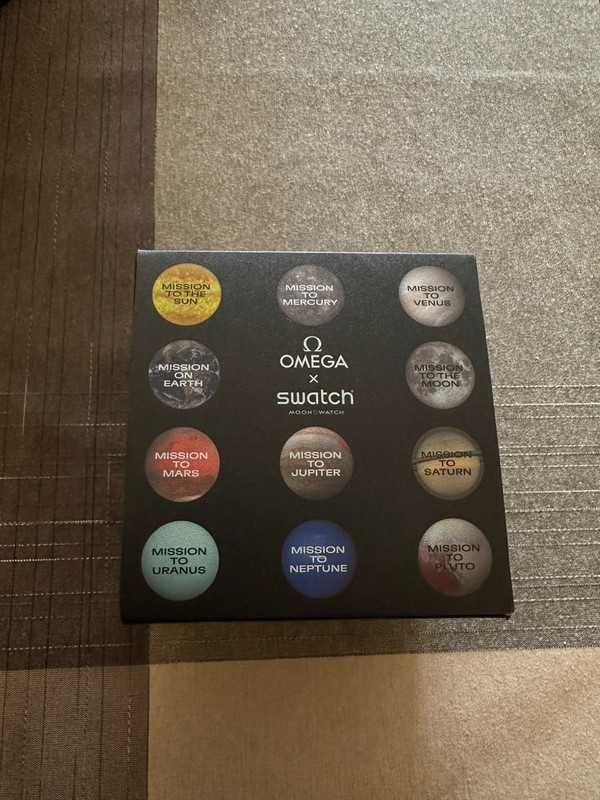 MISSION
TO THE
SUN
MISSION
TO
MERCURY
MISSION
TO
VENUS
MISSION
ON
EARTH
Ω
OMEGA
×
swatch
MOONSWATCH
MISSION
TO THE
MOON
MISSION
TO
MARS
MISSION
TO
JUPITER
MISSION
TO
SATURN
MISSION
TO
URANUS
MISSION
TO
NEPTUNE
MISSION
TO
PLUTO